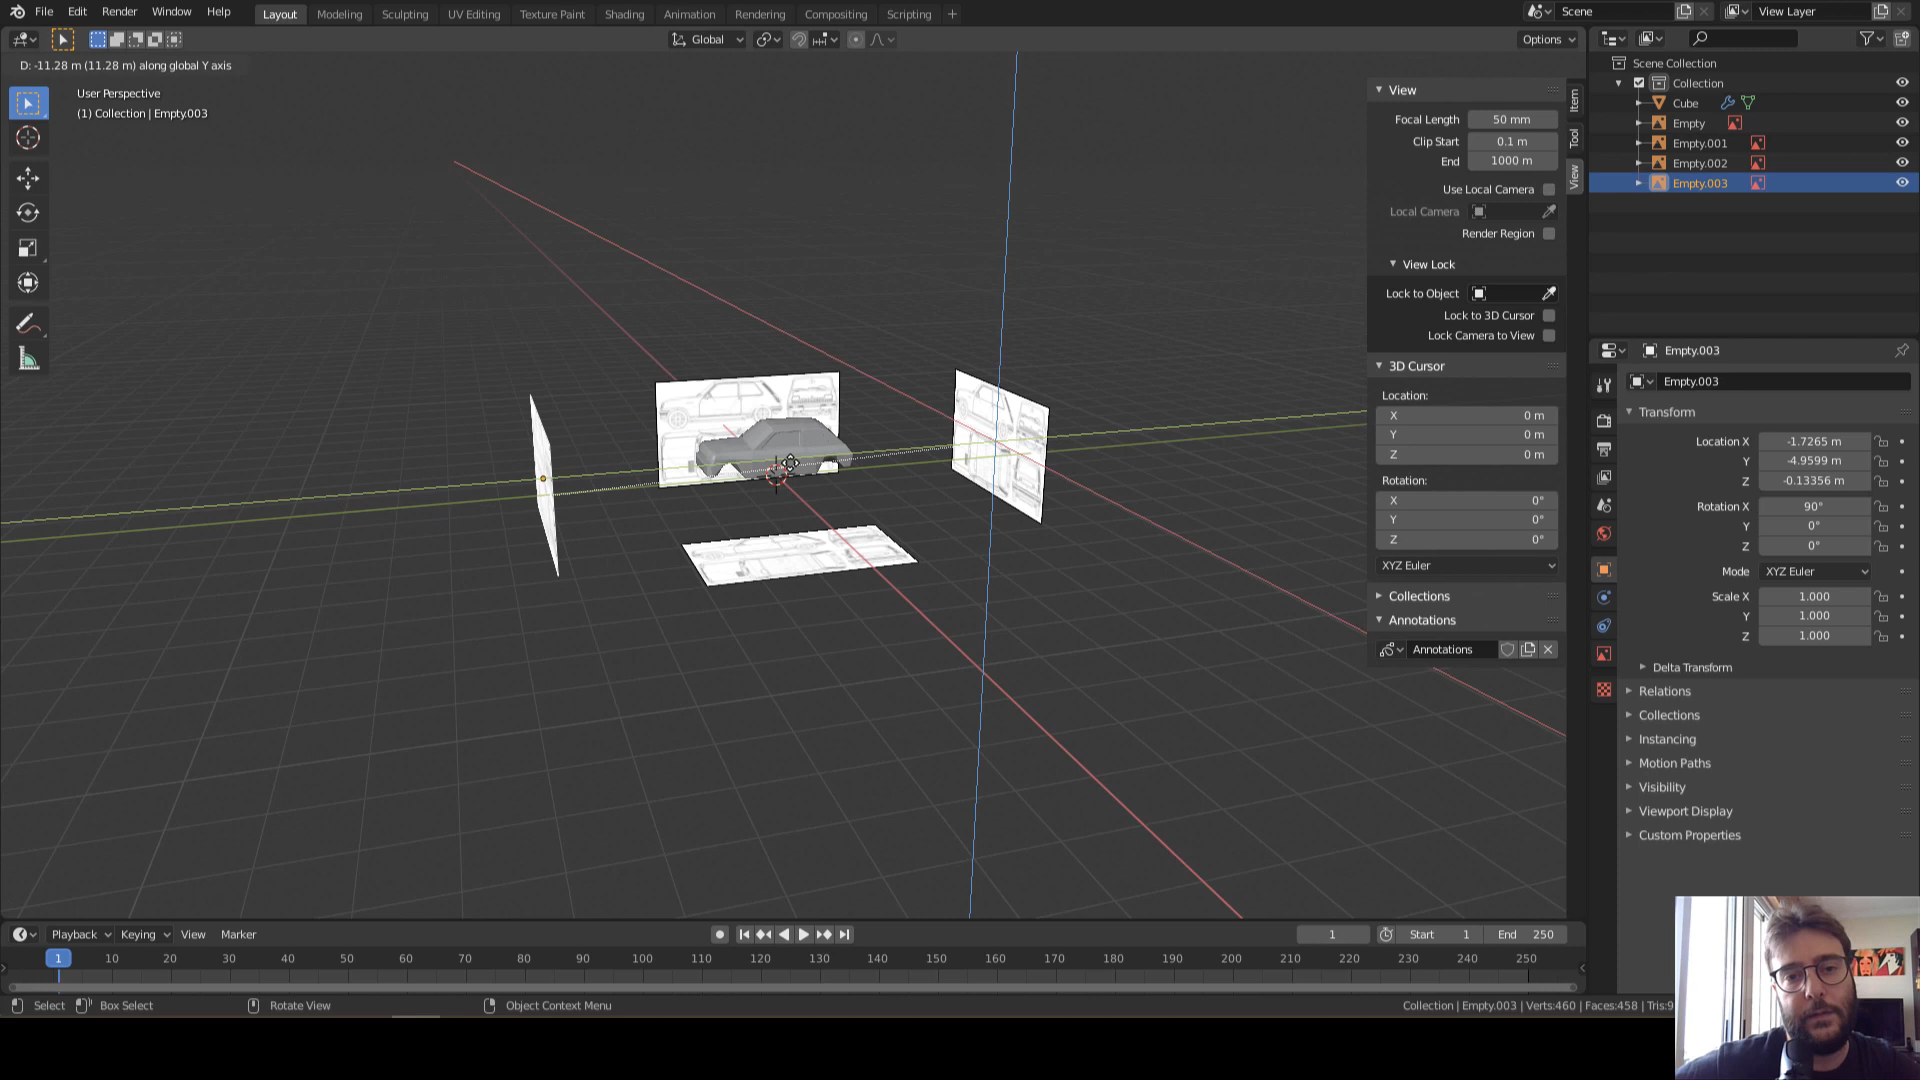 File Edit Render Window Help
Layout Modeling Sculpting UV Editing Texture Paint Shading Animation Rendering Compositing Scripting +
Scene
View Layer
Global
Options
D: -11.28 m (11.28 m) along global Y axis
User Perspective
(1) Collection | Empty.003
View
Focal Length 50 mm
Clip Start 0.1 m
End 1000 m
Use Local Camera
Local Camera
Render Region
View Lock
Lock to Object
Lock to 3D Cursor
Lock Camera to View
3D Cursor
Location:
X 0 m
Y 0 m
Z 0 m
Rotation:
X 0°
Y 0°
Z 0°
XYZ Euler
Collections
Annotations
Annotations
Item
Tool
View
Scene Collection
Collection
Cube
Empty
Empty.001
Empty.002
Empty.003
Empty.003
Empty.003
Transform
Location X -1.7265 m
Y -4.9599 m
Z -0.13356 m
Rotation X 90°
Y 0°
Z 0°
Mode XYZ Euler
Scale X 1.000
Y 1.000
Z 1.000
Delta Transform
Relations
Collections
Instancing
Motion Paths
Visibility
Viewport Display
Custom Properties
Playback Keying View Marker
1 Start 1 End 250
1 10 20 30 40 50 60 70 80 90 100 110 120 130 140 150 160 170 180 190 200 210 220 230 240 250
Select Box Select Rotate View Object Context Menu
Collection | Empty.003 | Verts:460 | Faces:458 | Tris:9